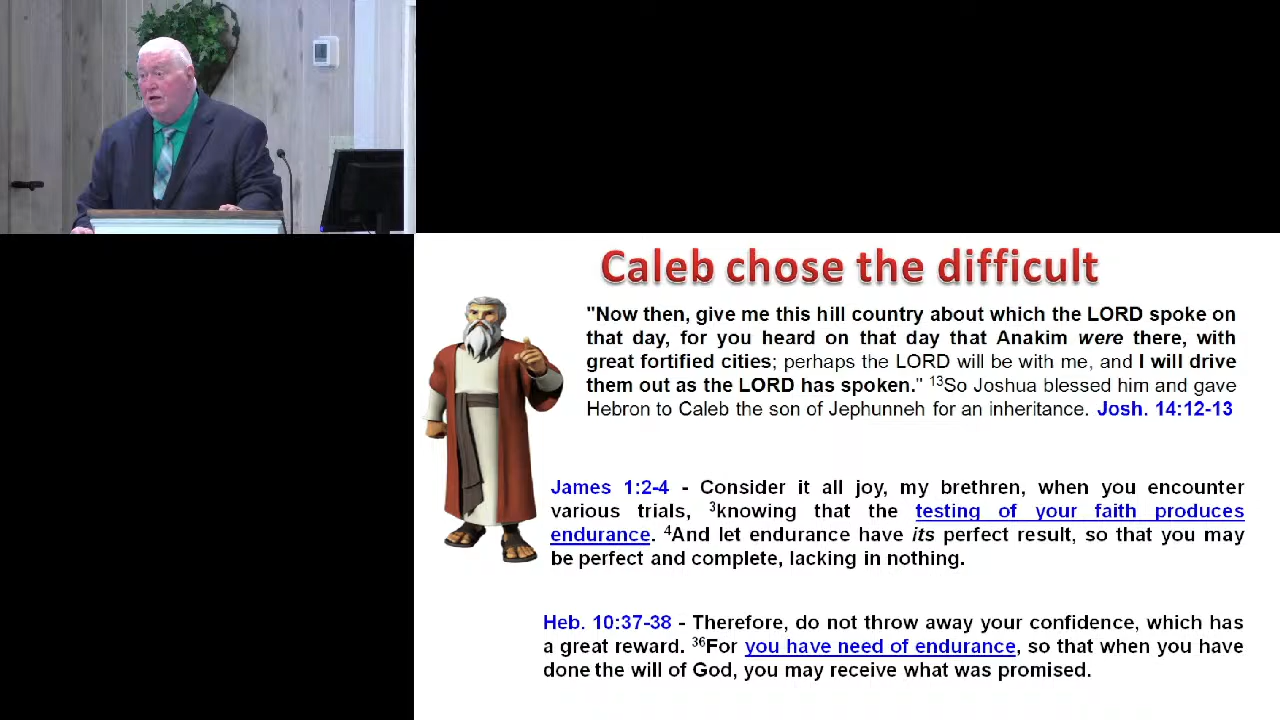 Caleb chose the difficult
"Now then, give me this hill country about which the LORD spoke on
that day, for you heard on that day that Anakim were there, with
great fortified cities; perhaps the LORD will be with me, and I will drive
them out as the LORD has spoken." ¹³So Joshua blessed him and gave
Hebron to Caleb the son of Jephunneh for an inheritance. Josh. 14:12-13
James 1:2-4 - Consider it all joy, my brethren, when you encounter
various trials, ³knowing that the testing of your faith produces
endurance. ⁴And let endurance have its perfect result, so that you may
be perfect and complete, lacking in nothing.
Heb. 10:37-38 - Therefore, do not throw away your confidence, which has
a great reward. ³⁶For you have need of endurance, so that when you have
done the will of God, you may receive what was promised.